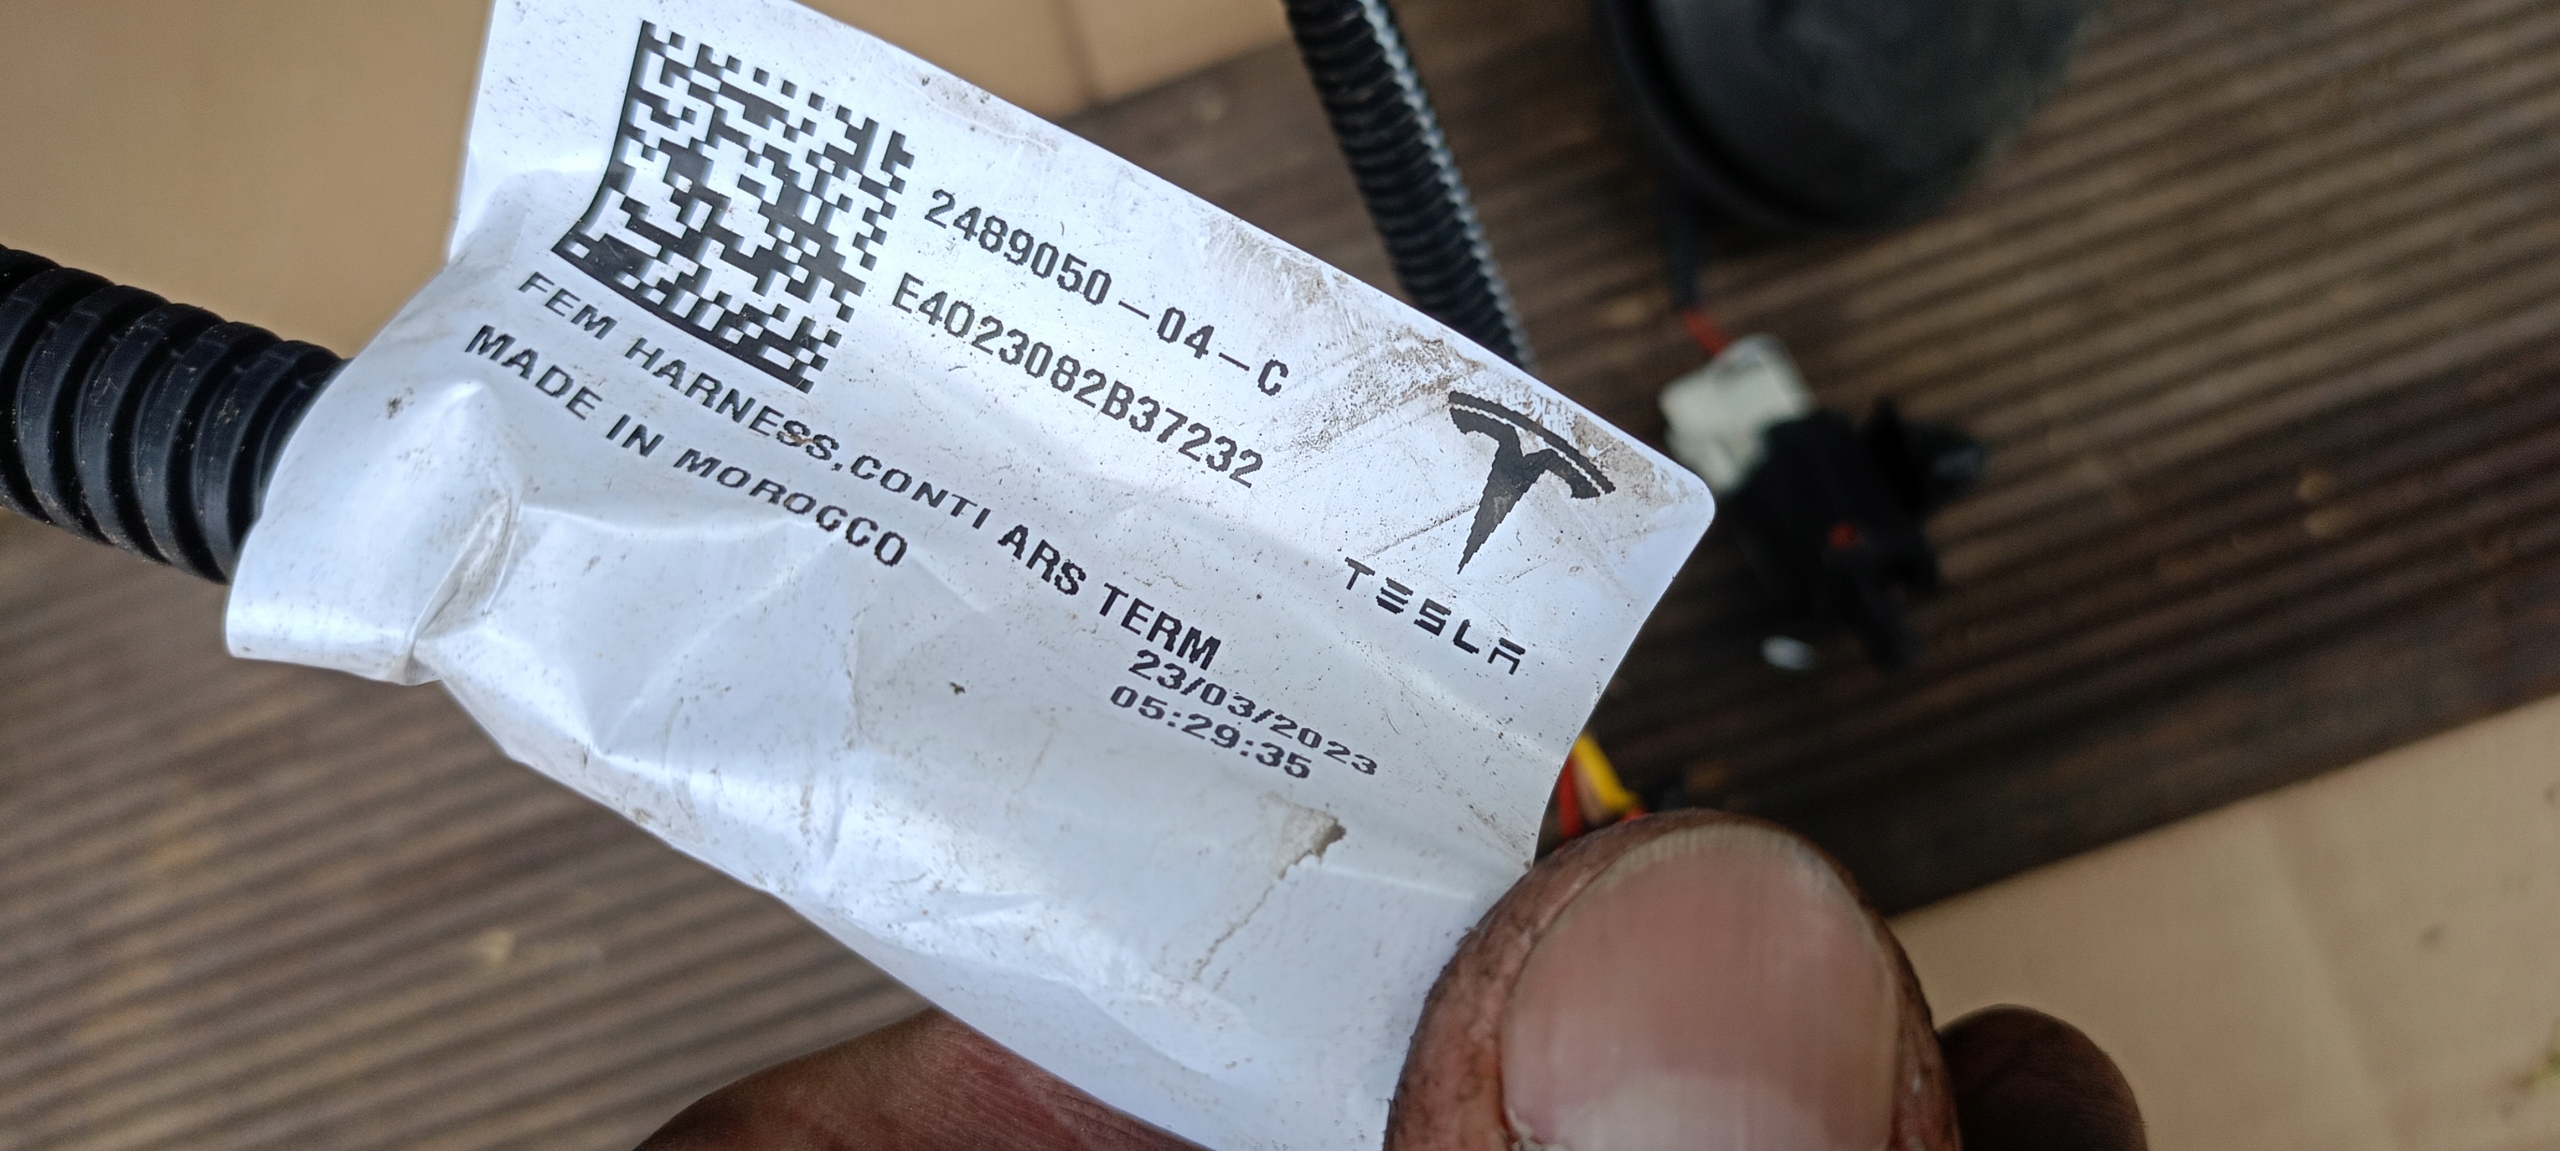 2489050-04-C
E4023082B37232
FEM HARNESS,CONTI ARS TERM
MADE IN MOROCCO
23/03/2023
05:29:35
TESLA